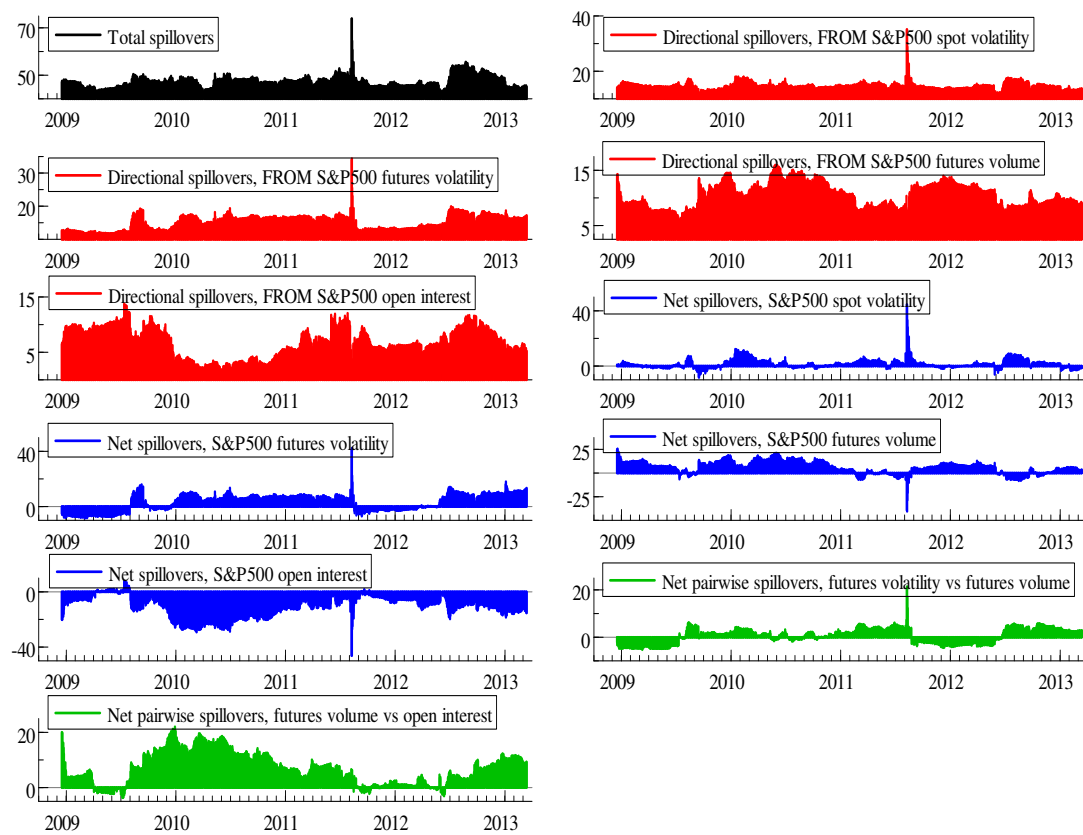 Total spillovers
70
50
2009 2010 2011 2012 2013
Directional spillovers, FROM S&P500 spot volatility
40
20
2009 2010 2011 2012 2013
Directional spillovers, FROM S&P500 futures volatility
30
20
2009 2010 2011 2012 2013
Directional spillovers, FROM S&P500 futures volume
15
5
2009 2010 2011 2012 2013
Directional spillovers, FROM S&P500 open interest
15
5
2009 2010 2011 2012 2013
Net spillovers, S&P500 spot volatility
40
0
2009 2010 2011 2012 2013
Net spillovers, S&P500 futures volatility
40
0
2009 2010 2011 2012 2013
Net spillovers, S&P500 futures volume
25
-25
2009 2010 2011 2012 2013
Net spillovers, S&P500 open interest
0
-40
2009 2010 2011 2012 2013
Net pairwise spillovers, futures volatility vs futures volume
20
0
2009 2010 2011 2012 2013
Net pairwise spillovers, futures volume vs open interest
20
0
2009 2010 2011 2012 2013